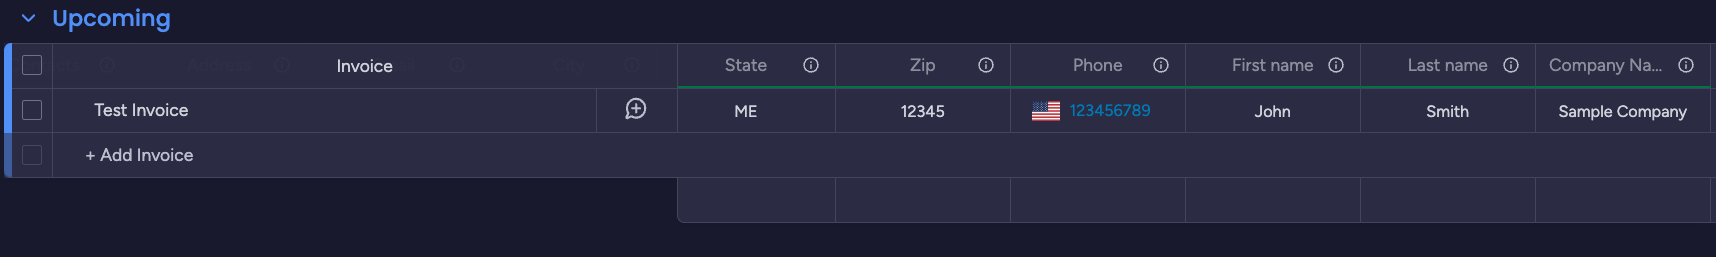 Upcoming
Invoice State Zip Phone First name Last name Company Na...
Test Invoice ME 12345 123456789 John Smith Sample Company
+ Add Invoice